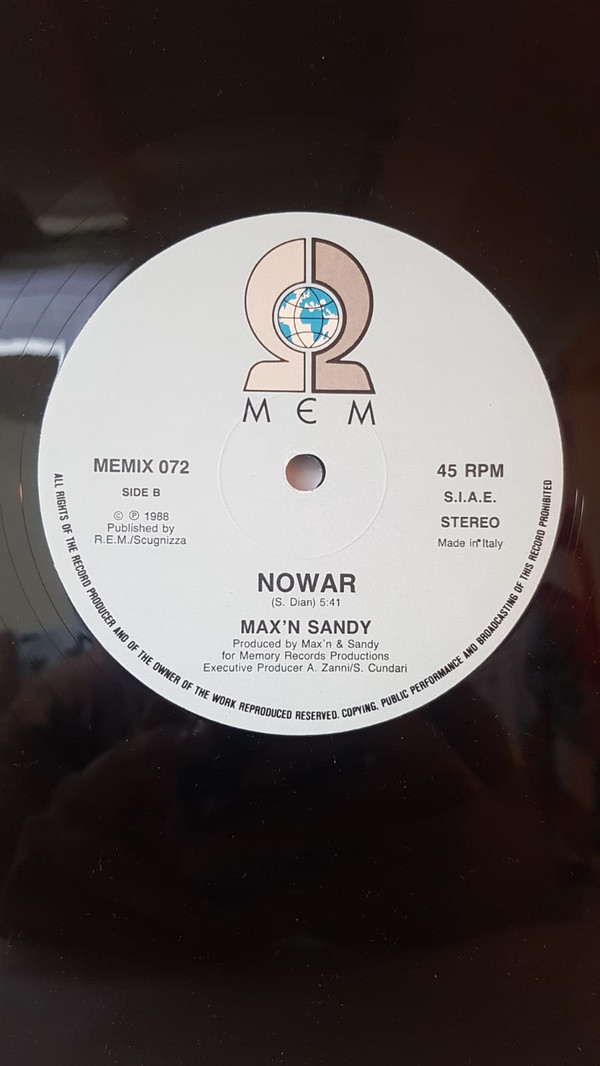 MEM
MEMIX 072
SIDE B
© ℗ 1988
Published by
R.E.M./Scugnizza
45 RPM
S.I.A.E.
STEREO
Made in Italy
NOWAR
(S. Dian) 5:41
MAX'N SANDY
Produced by Max'n & Sandy
for Memory Records Productions
Executive Producer A. Zanni/S. Cundari
ALL RIGHTS OF THE RECORD PRODUCER AND OF THE OWNER OF THE WORK REPRODUCED RESERVED. COPYING, PUBLIC PERFORMANCE AND BROADCASTING OF THIS RECORD PROHIBITED